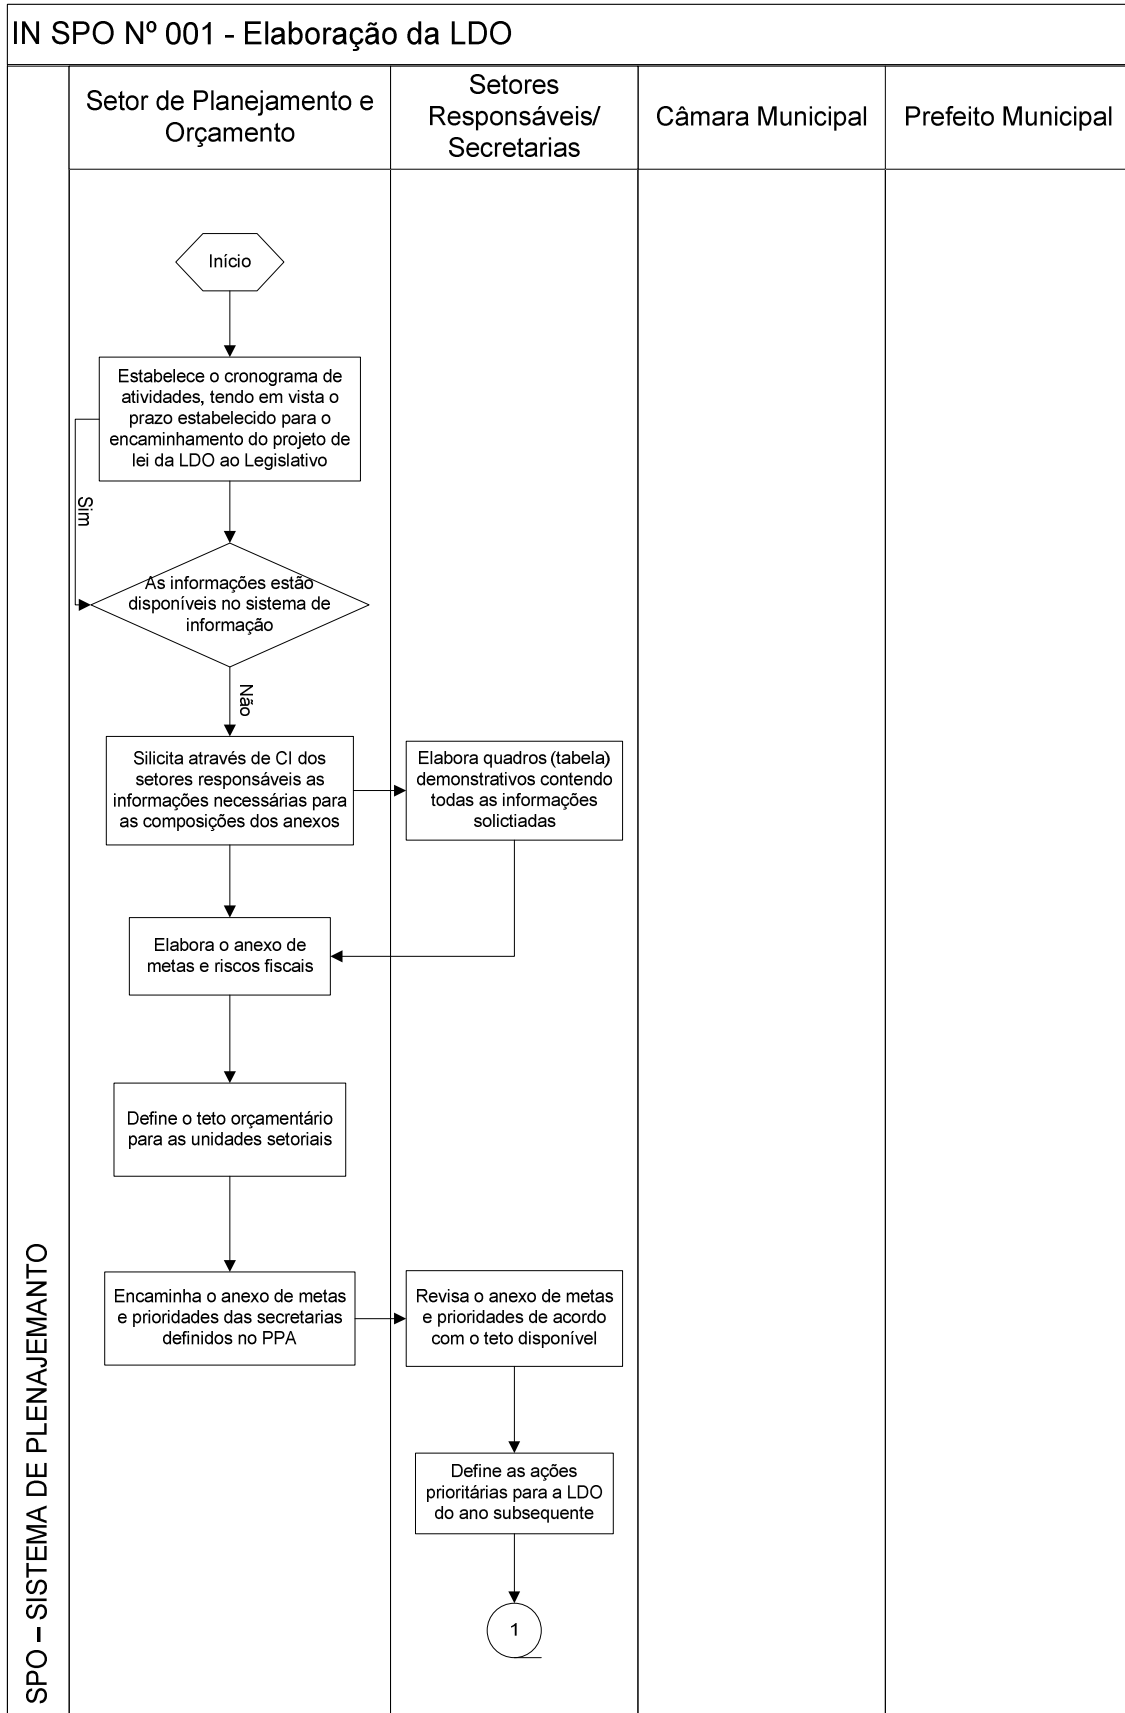 IN SPO Nº 001 - Elaboração da LDO
Setor de Planejamento e
Orçamento
Setores
Responsáveis/
Secretarias
Câmara Municipal
Prefeito Municipal
Início
Estabelece o cronograma de
atividades, tendo em vista o
prazo estabelecido para o
encaminhamento do projeto de
lei da LDO ao Legislativo
Sim
As informações estão
disponíveis no sistema de
informação
Não
Silicita através de CI dos
setores responsáveis as
informações necessárias para
as composições dos anexos
Elabora quadros (tabela)
demonstrativos contendo
todas as informações
solictiadas
Elabora o anexo de
metas e riscos fiscais
Define o teto orçamentário
para as unidades setoriais
Encaminha o anexo de metas
e prioridades das secretarias
definidos no PPA
Revisa o anexo de metas
e prioridades de acordo
com o teto disponível
Define as ações
prioritárias para a LDO
do ano subsequente
1
SPO – SISTEMA DE PLENAJEMANTO